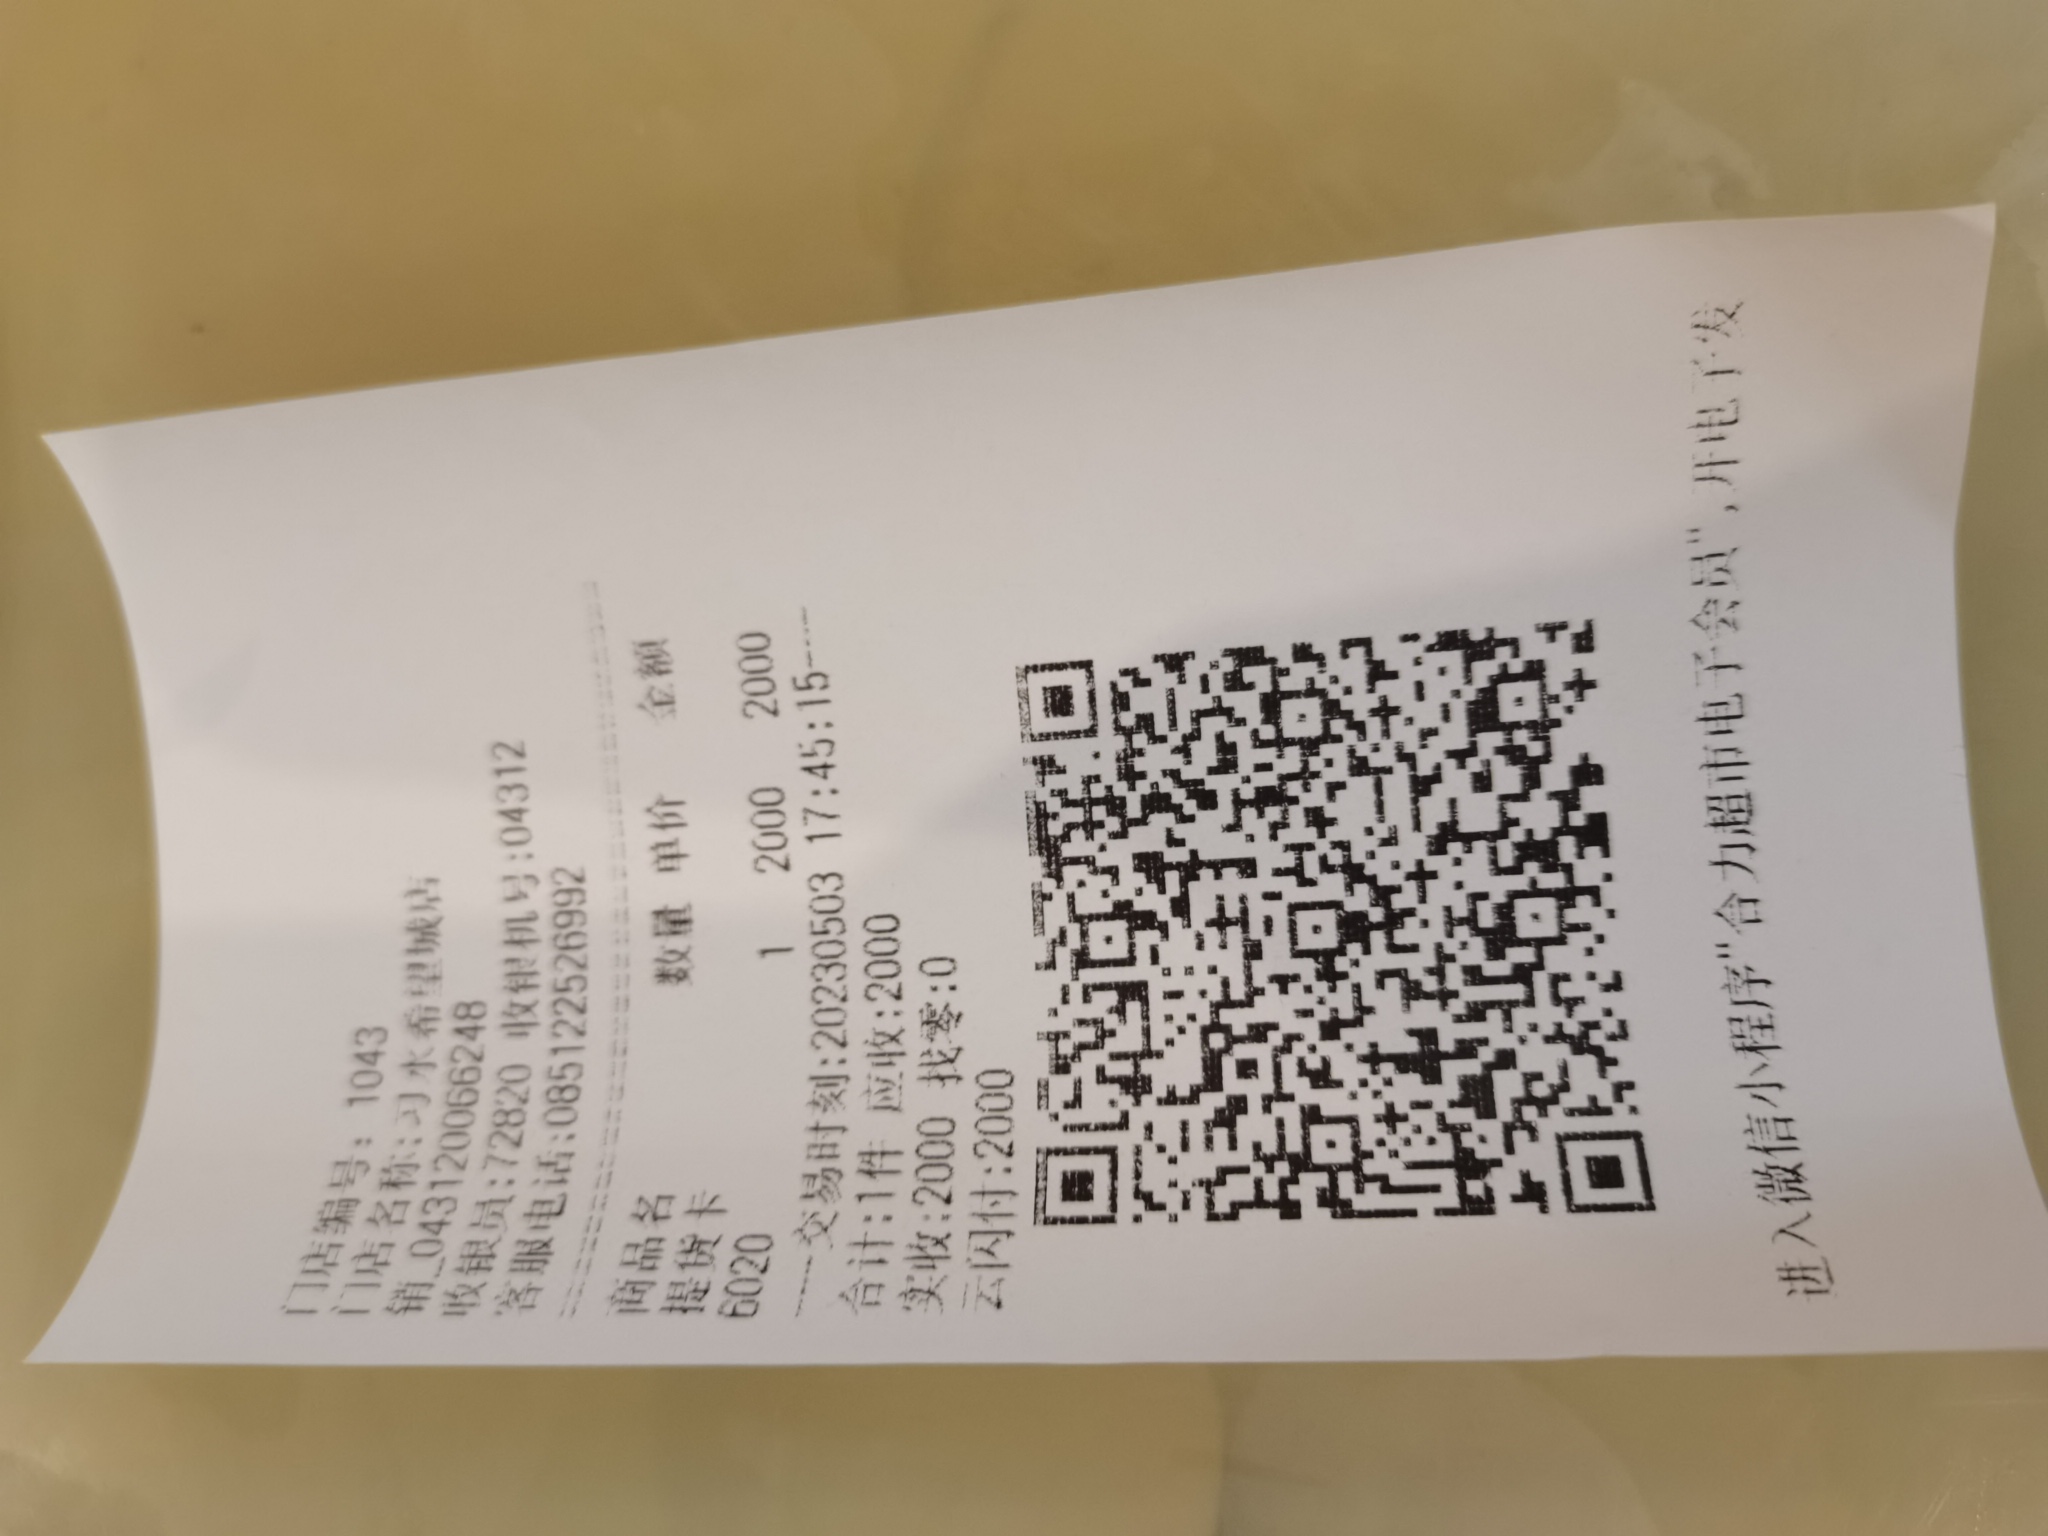 门店编号: 1043
门店名称:习水希望城店
销_043120066248
收银员:72820 收银机号:04312
客服电话:085122526992
商品名 数量 单价 金额
提货卡
6020 1 2000 2000
----交易时刻:20230503 17:45:15----
合计:1件 应收:2000
实收:2000 找零:0
云闪付:2000
进入微信小程序"合力超市电子会员",开电子发